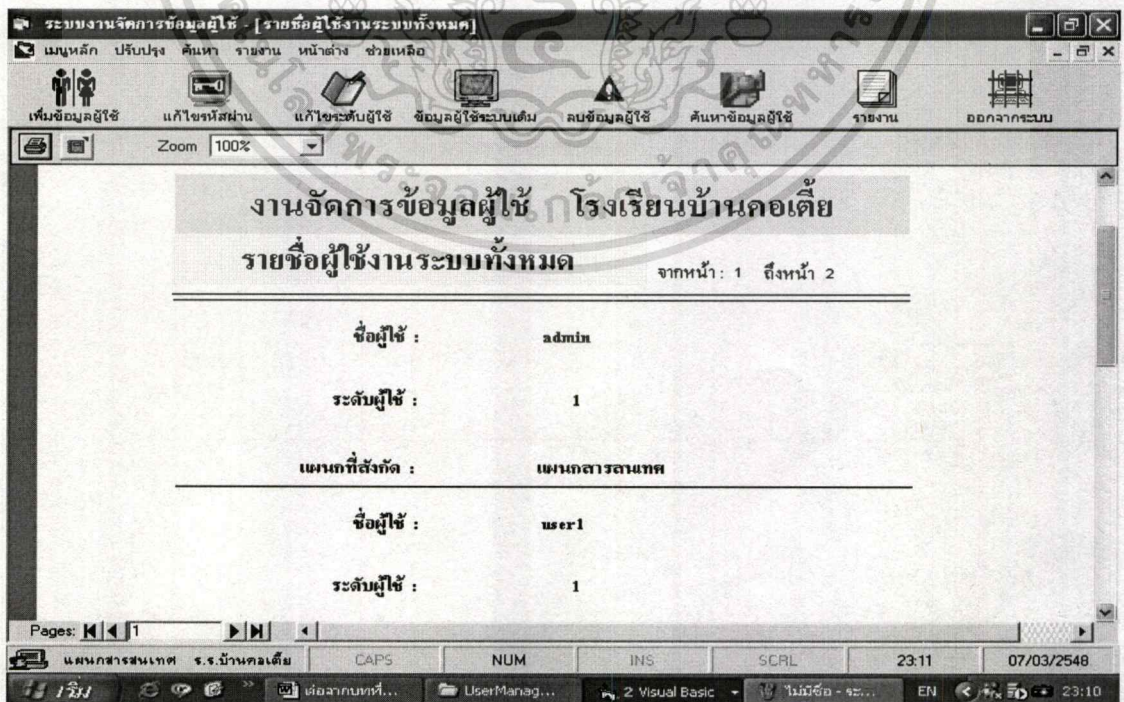 ระบบงานจัดการข้อมูลผู้ใช้ - [รายชื่อผู้ใช้งานระบบทั้งหมด]
เมนูหลัก ปรับปรุง ค้นหา รายงาน หน้าต่าง ช่วยเหลือ
เพิ่มข้อมูลผู้ใช้ แก้ไขรหัสผ่าน แก้ไขระดับผู้ใช้ ข้อมูลผู้ใช้ระบบเดิม ลบข้อมูลผู้ใช้ ค้นหาข้อมูลผู้ใช้ รายงาน ออกจากระบบ
Zoom 100%
งานจัดการข้อมูลผู้ใช้ โรงเรียนบ้านคอเตี้ย
รายชื่อผู้ใช้งานระบบทั้งหมด จากหน้า : 1 ถึงหน้า 2
ชื่อผู้ใช้ : admin
ระดับผู้ใช้ : 1
แผนกที่สังกัด : แผนกสารสนเทศ
ชื่อผู้ใช้ : user1
ระดับผู้ใช้ : 1
Pages: 1
แผนกสารสนเทศ ร.ร.บ้านคอเตี้ย CAPS NUM INS SCRL 23:11 07/03/2548
เริ่ม ต่อจากบทที่... UserManag... 2 Visual Basic ไม่มีชื่อ - ระ... EN 23:10